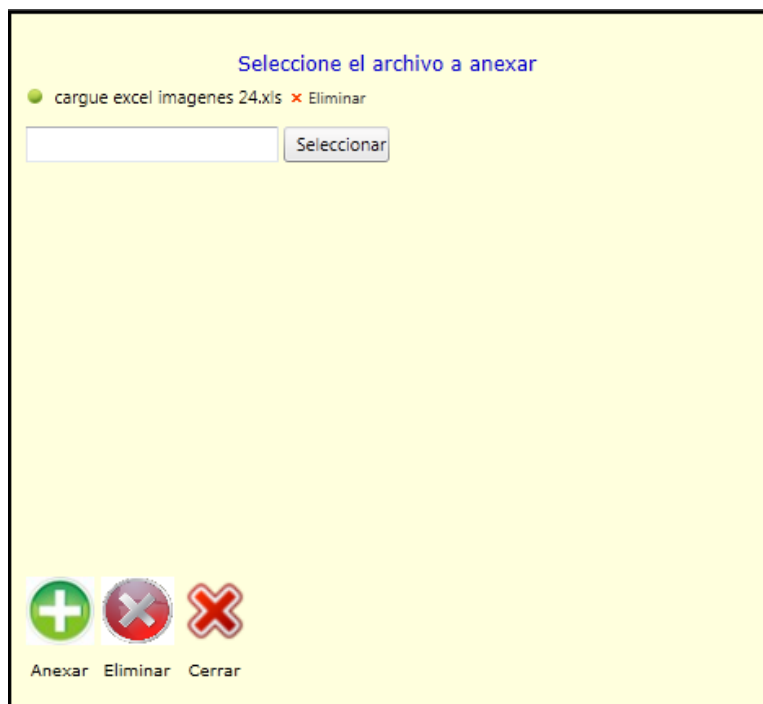 Seleccione el archivo a anexar
cargue excel imagenes 24.xls × Eliminar
Seleccionar
Anexar Eliminar Cerrar